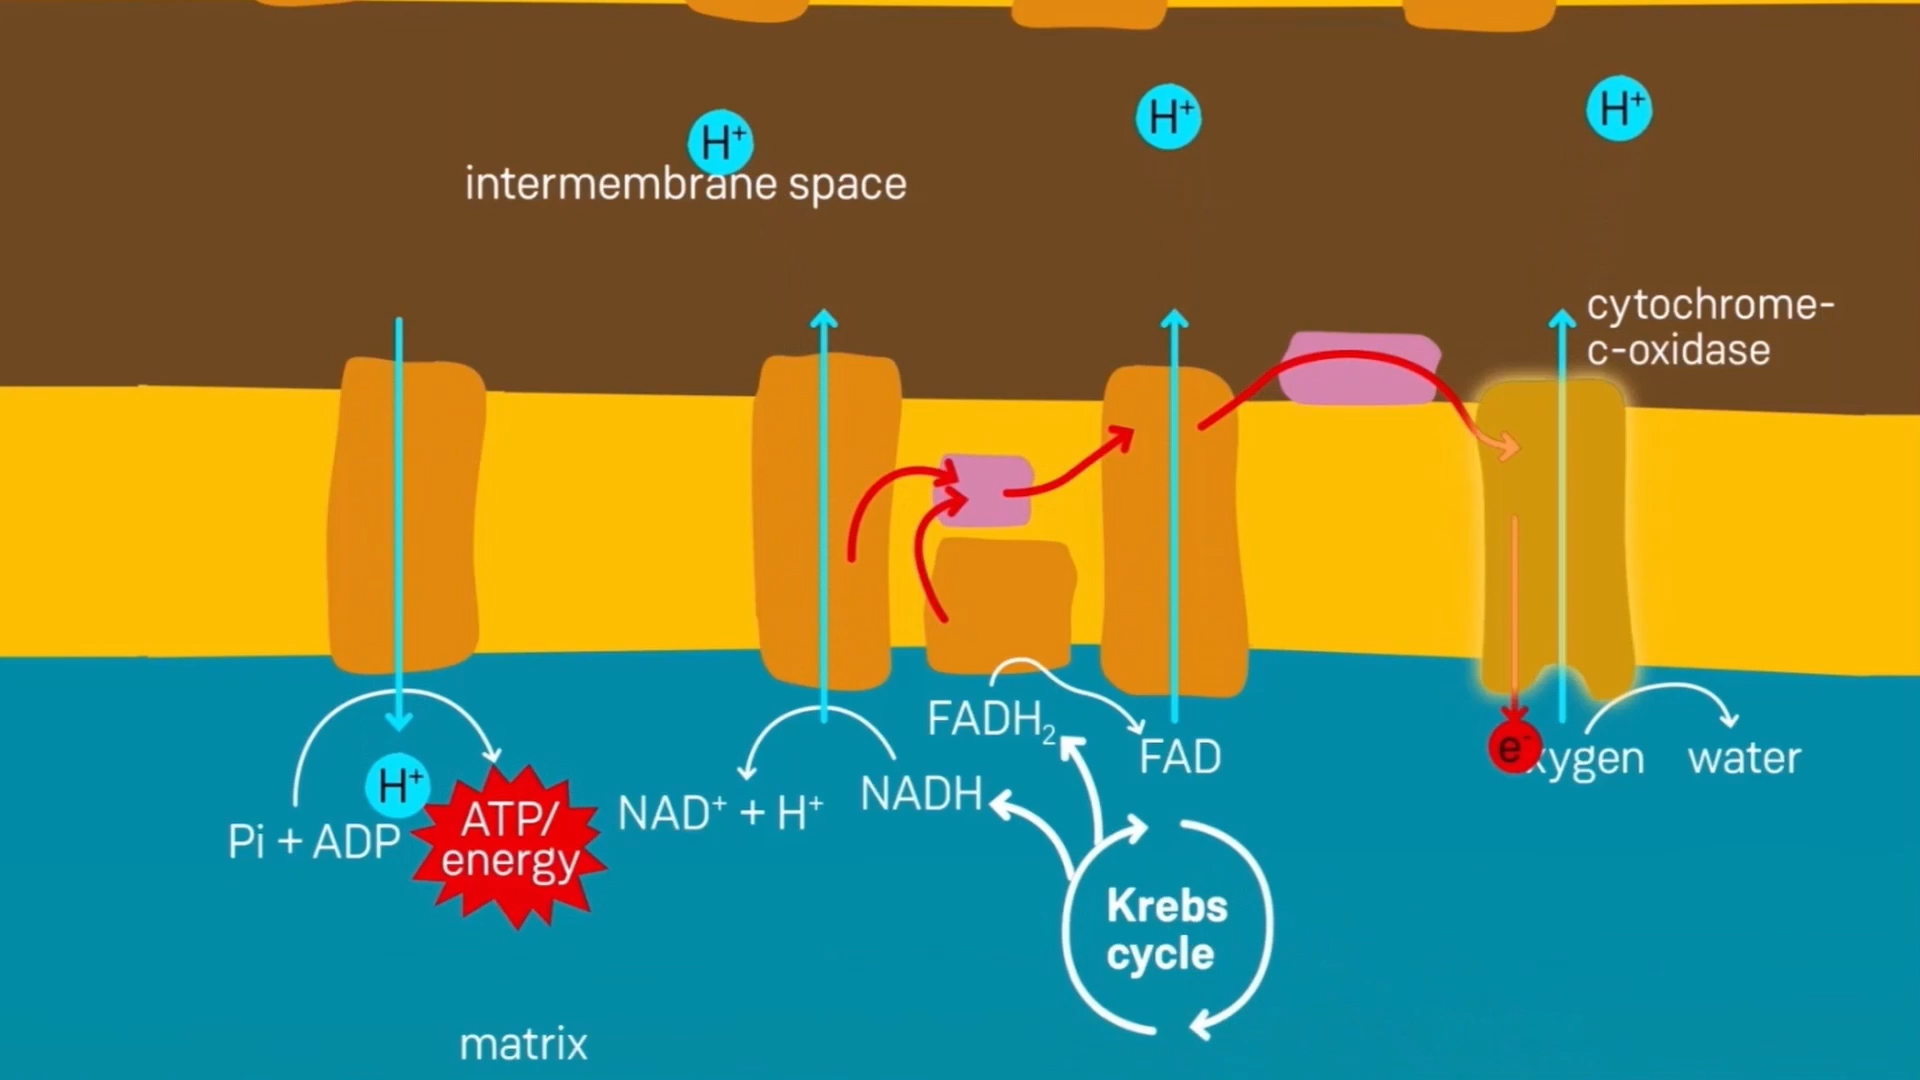 H⁺
H⁺
H⁺
intermembrane space
cytochrome-
c-oxidase
FADH₂
FAD
e⁻
xygen
water
H⁺
Pi + ADP
ATP/
energy
NAD⁺ + H⁺
NADH
Krebs
cycle
matrix